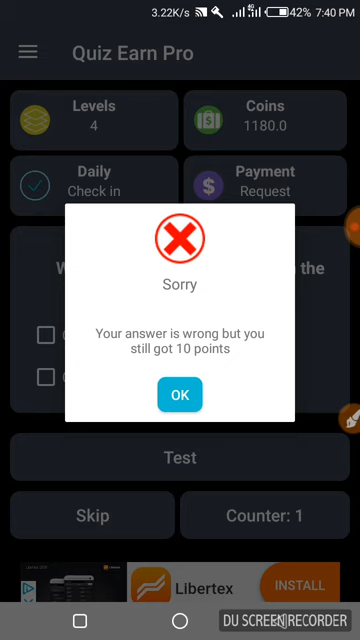 3.22K/s 4G 42% 7:40 PM
Quiz Earn Pro
Levels
4
Coins
1180.0
Daily
Check in
Payment
Request
the
Sorry
Your answer is wrong but you
still got 10 points
OK
Test
Skip
Counter: 1
Libertex
INSTALL
DU SCREEN RECORDER